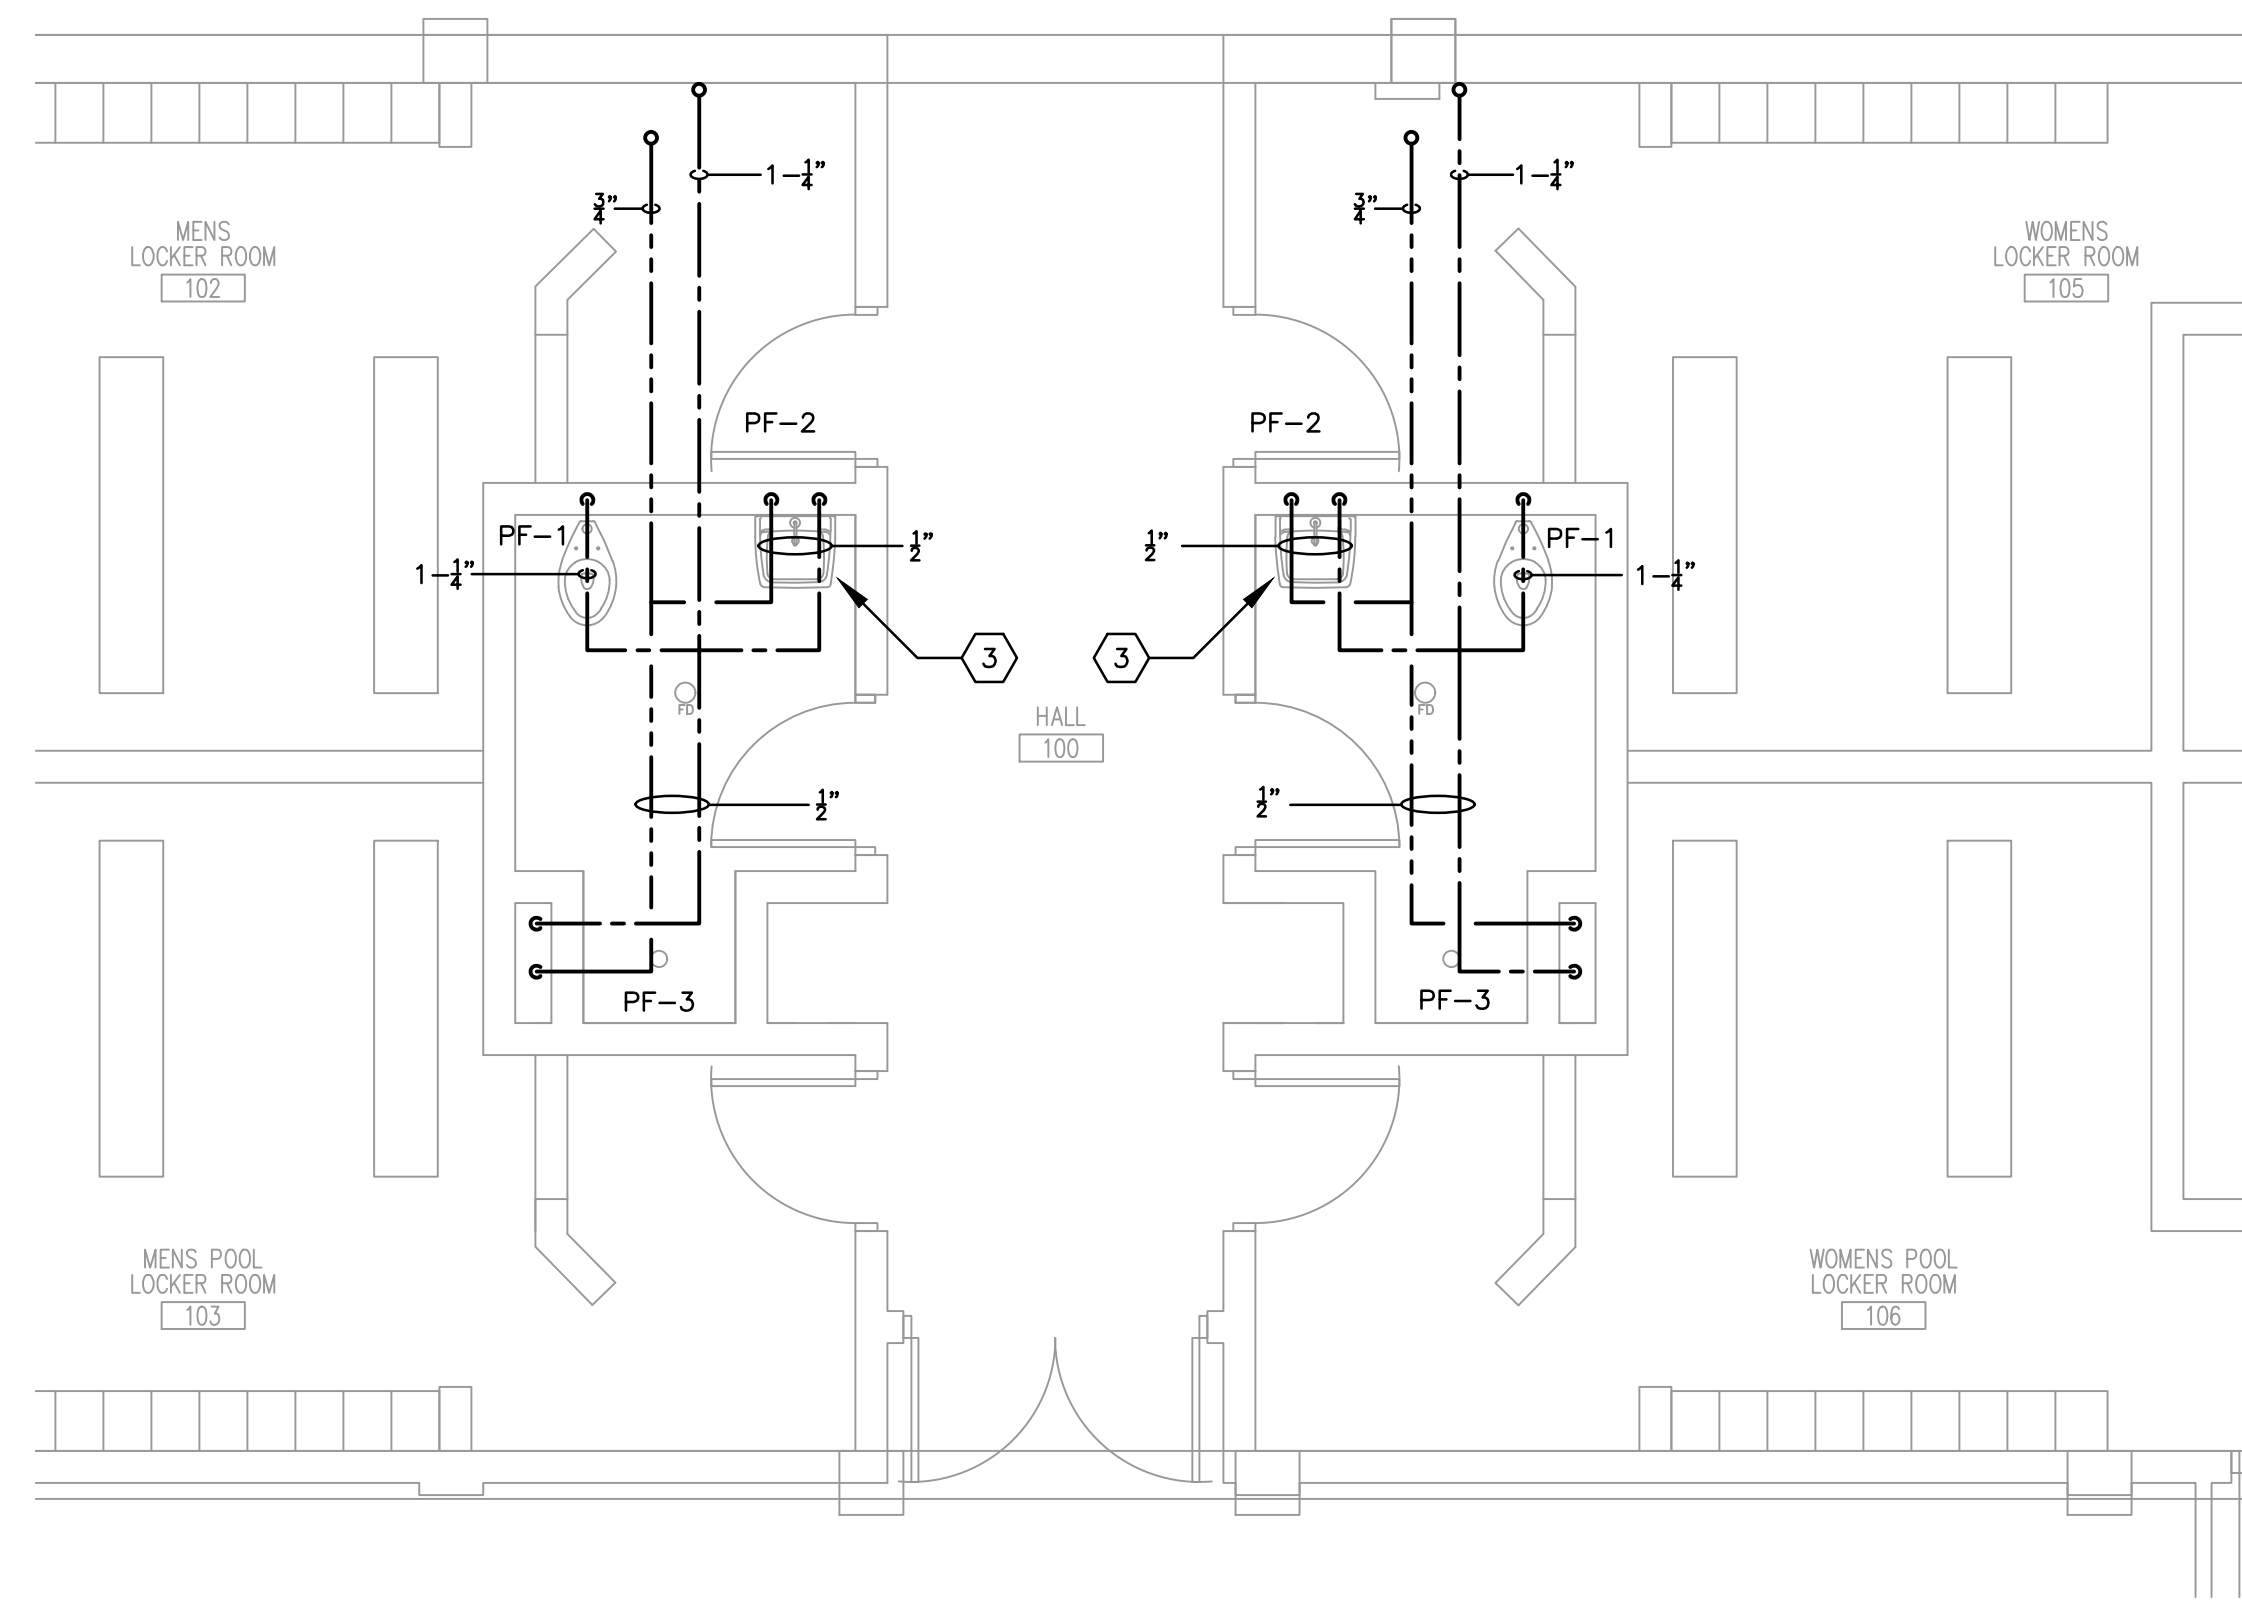 1-1/4"
1-1/4"
3/4"
3/4"
MENS
LOCKER ROOM
102
WOMENS
LOCKER ROOM
105
PF-2
PF-2
PF-1
PF-1
1/2"
1/2"
1-1/4"
1-1/4"
3
3
FD
FD
HALL
100
1/2"
1/2"
PF-3
PF-3
MENS POOL
LOCKER ROOM
103
WOMENS POOL
LOCKER ROOM
106